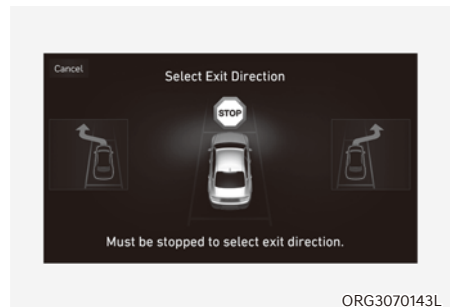 Cancel
Select Exit Direction
STOP
Must be stopped to select exit direction.
ORG3070143L